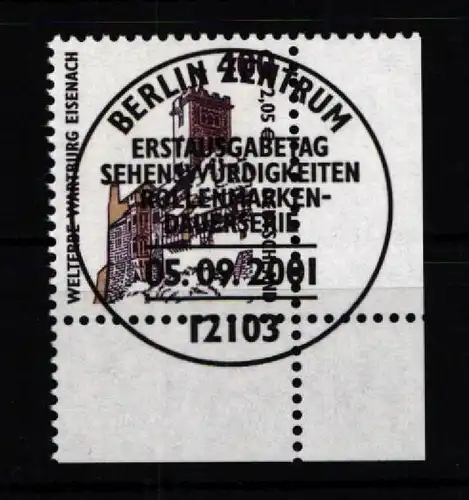 BERLIN ZENTRUM
400
2,05 €
ERSTAUSGABETAG
SEHENSWÜRDIGKEITEN
ROLLENMARKEN-
DAUERSERIE
05.09.2001
12103
WELTERBE WARTBURG EISENACH